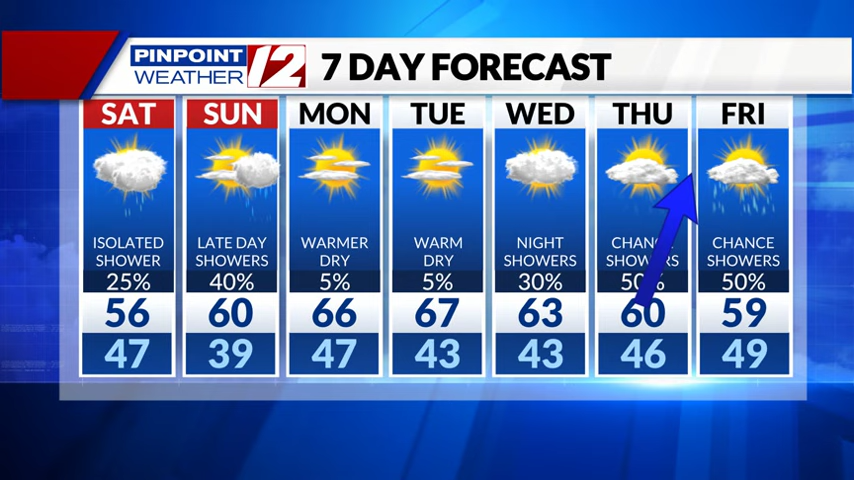 PINPOINT
WEATHER 12
7 DAY FORECAST
SAT SUN MON TUE WED THU FRI
ISOLATED LATE DAY WARMER WARM NIGHT CHANCE CHANCE
SHOWER SHOWERS DRY DRY SHOWERS SHOWERS SHOWERS
25% 40% 5% 5% 30% 50% 50%
56 60 66 67 63 60 59
47 39 47 43 43 46 49